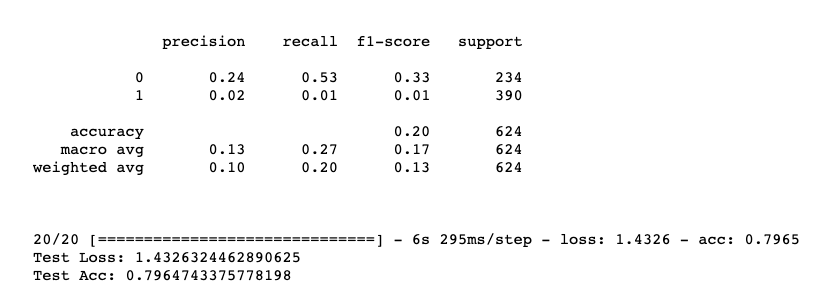 precision recall f1-score support
0 0.24 0.53 0.33 234
1 0.02 0.01 0.01 390
accuracy 0.20 624
macro avg 0.13 0.27 0.17 624
weighted avg 0.10 0.20 0.13 624
20/20 [==============================] - 6s 295ms/step - loss: 1.4326 - acc: 0.7965
Test Loss: 1.4326324462890625
Test Acc: 0.7964743375778198